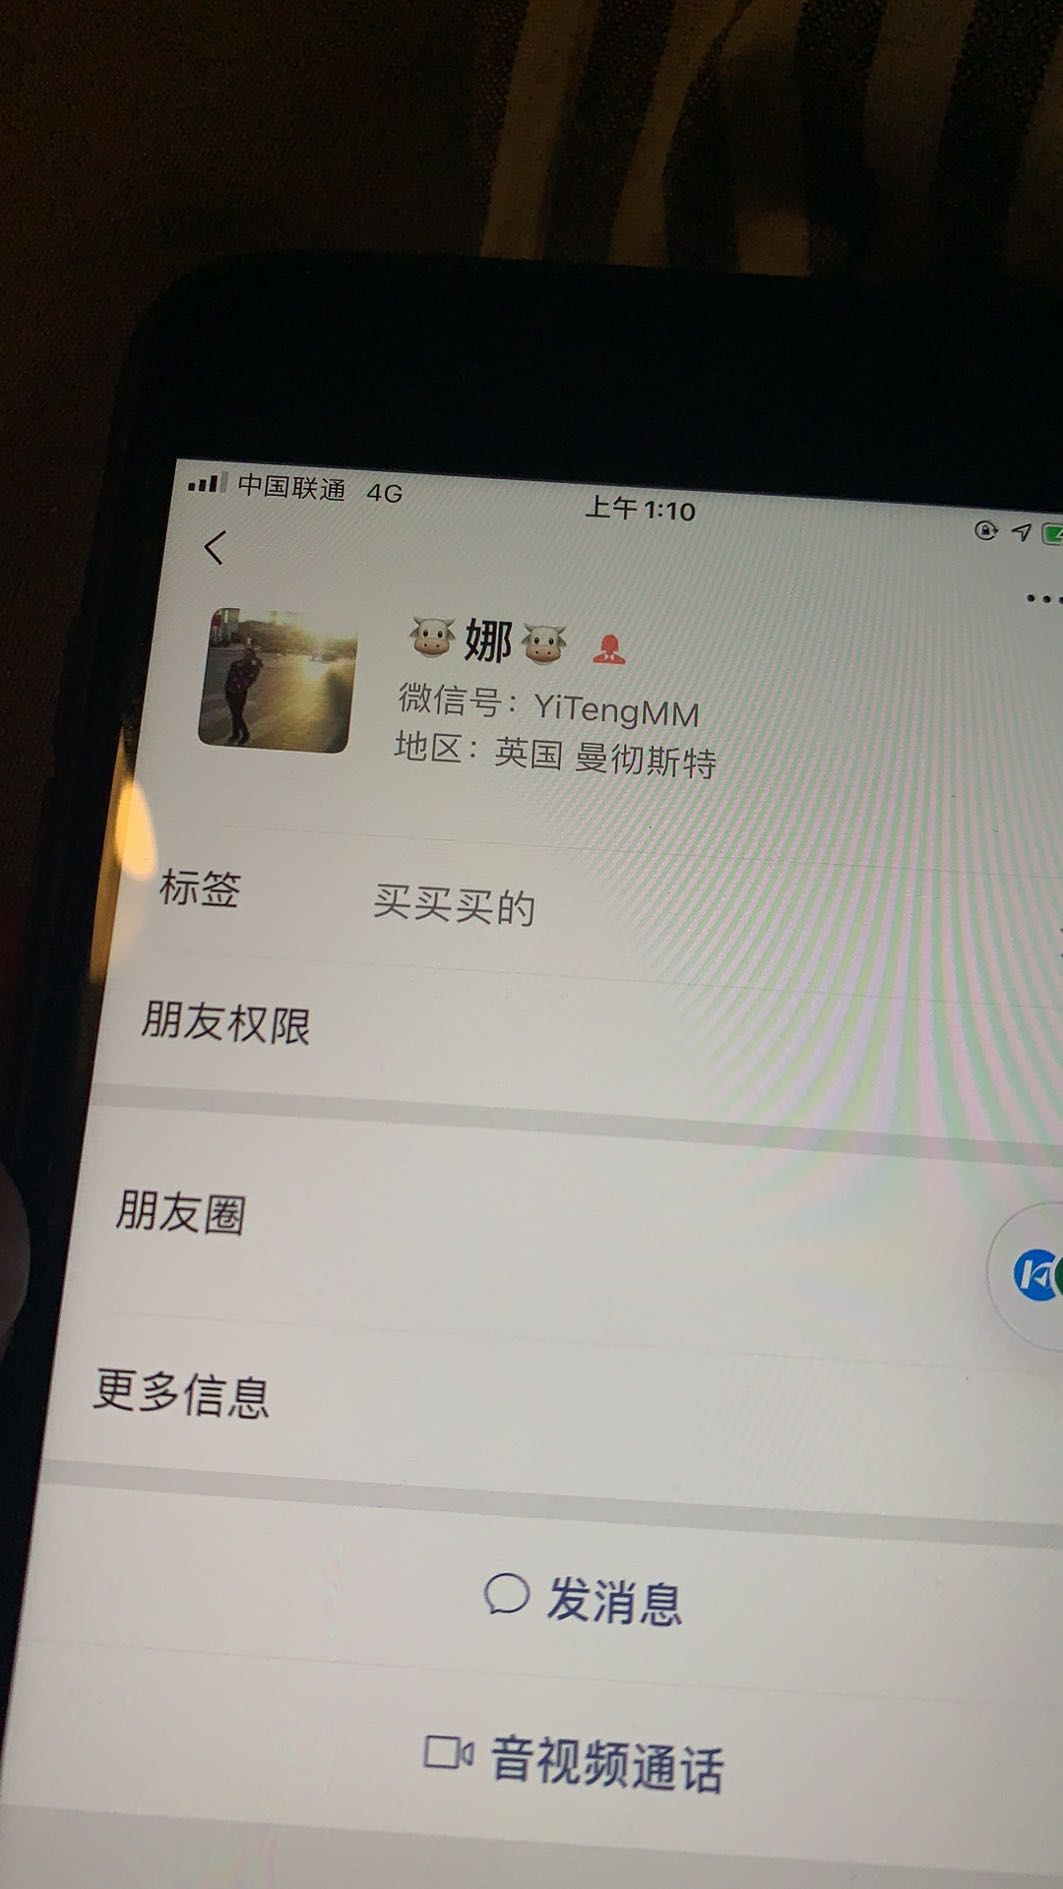 中国联通 4G 上午1:10
🐮娜🐮
微信号：YiTengMM
地区：英国 曼彻斯特
标签 买买买的
朋友权限
朋友圈
更多信息
发消息
音视频通话